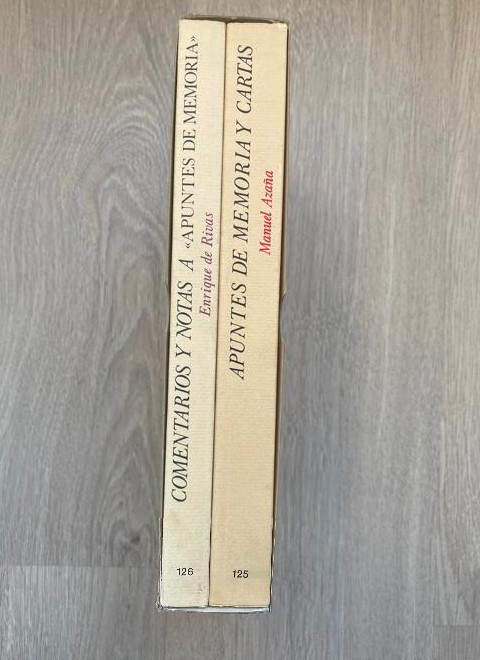 COMENTARIOS Y NOTAS A «APUNTES DE MEMORIA»
Enrique de Rivas
126
APUNTES DE MEMORIA Y CARTAS
Manuel Azaña
125